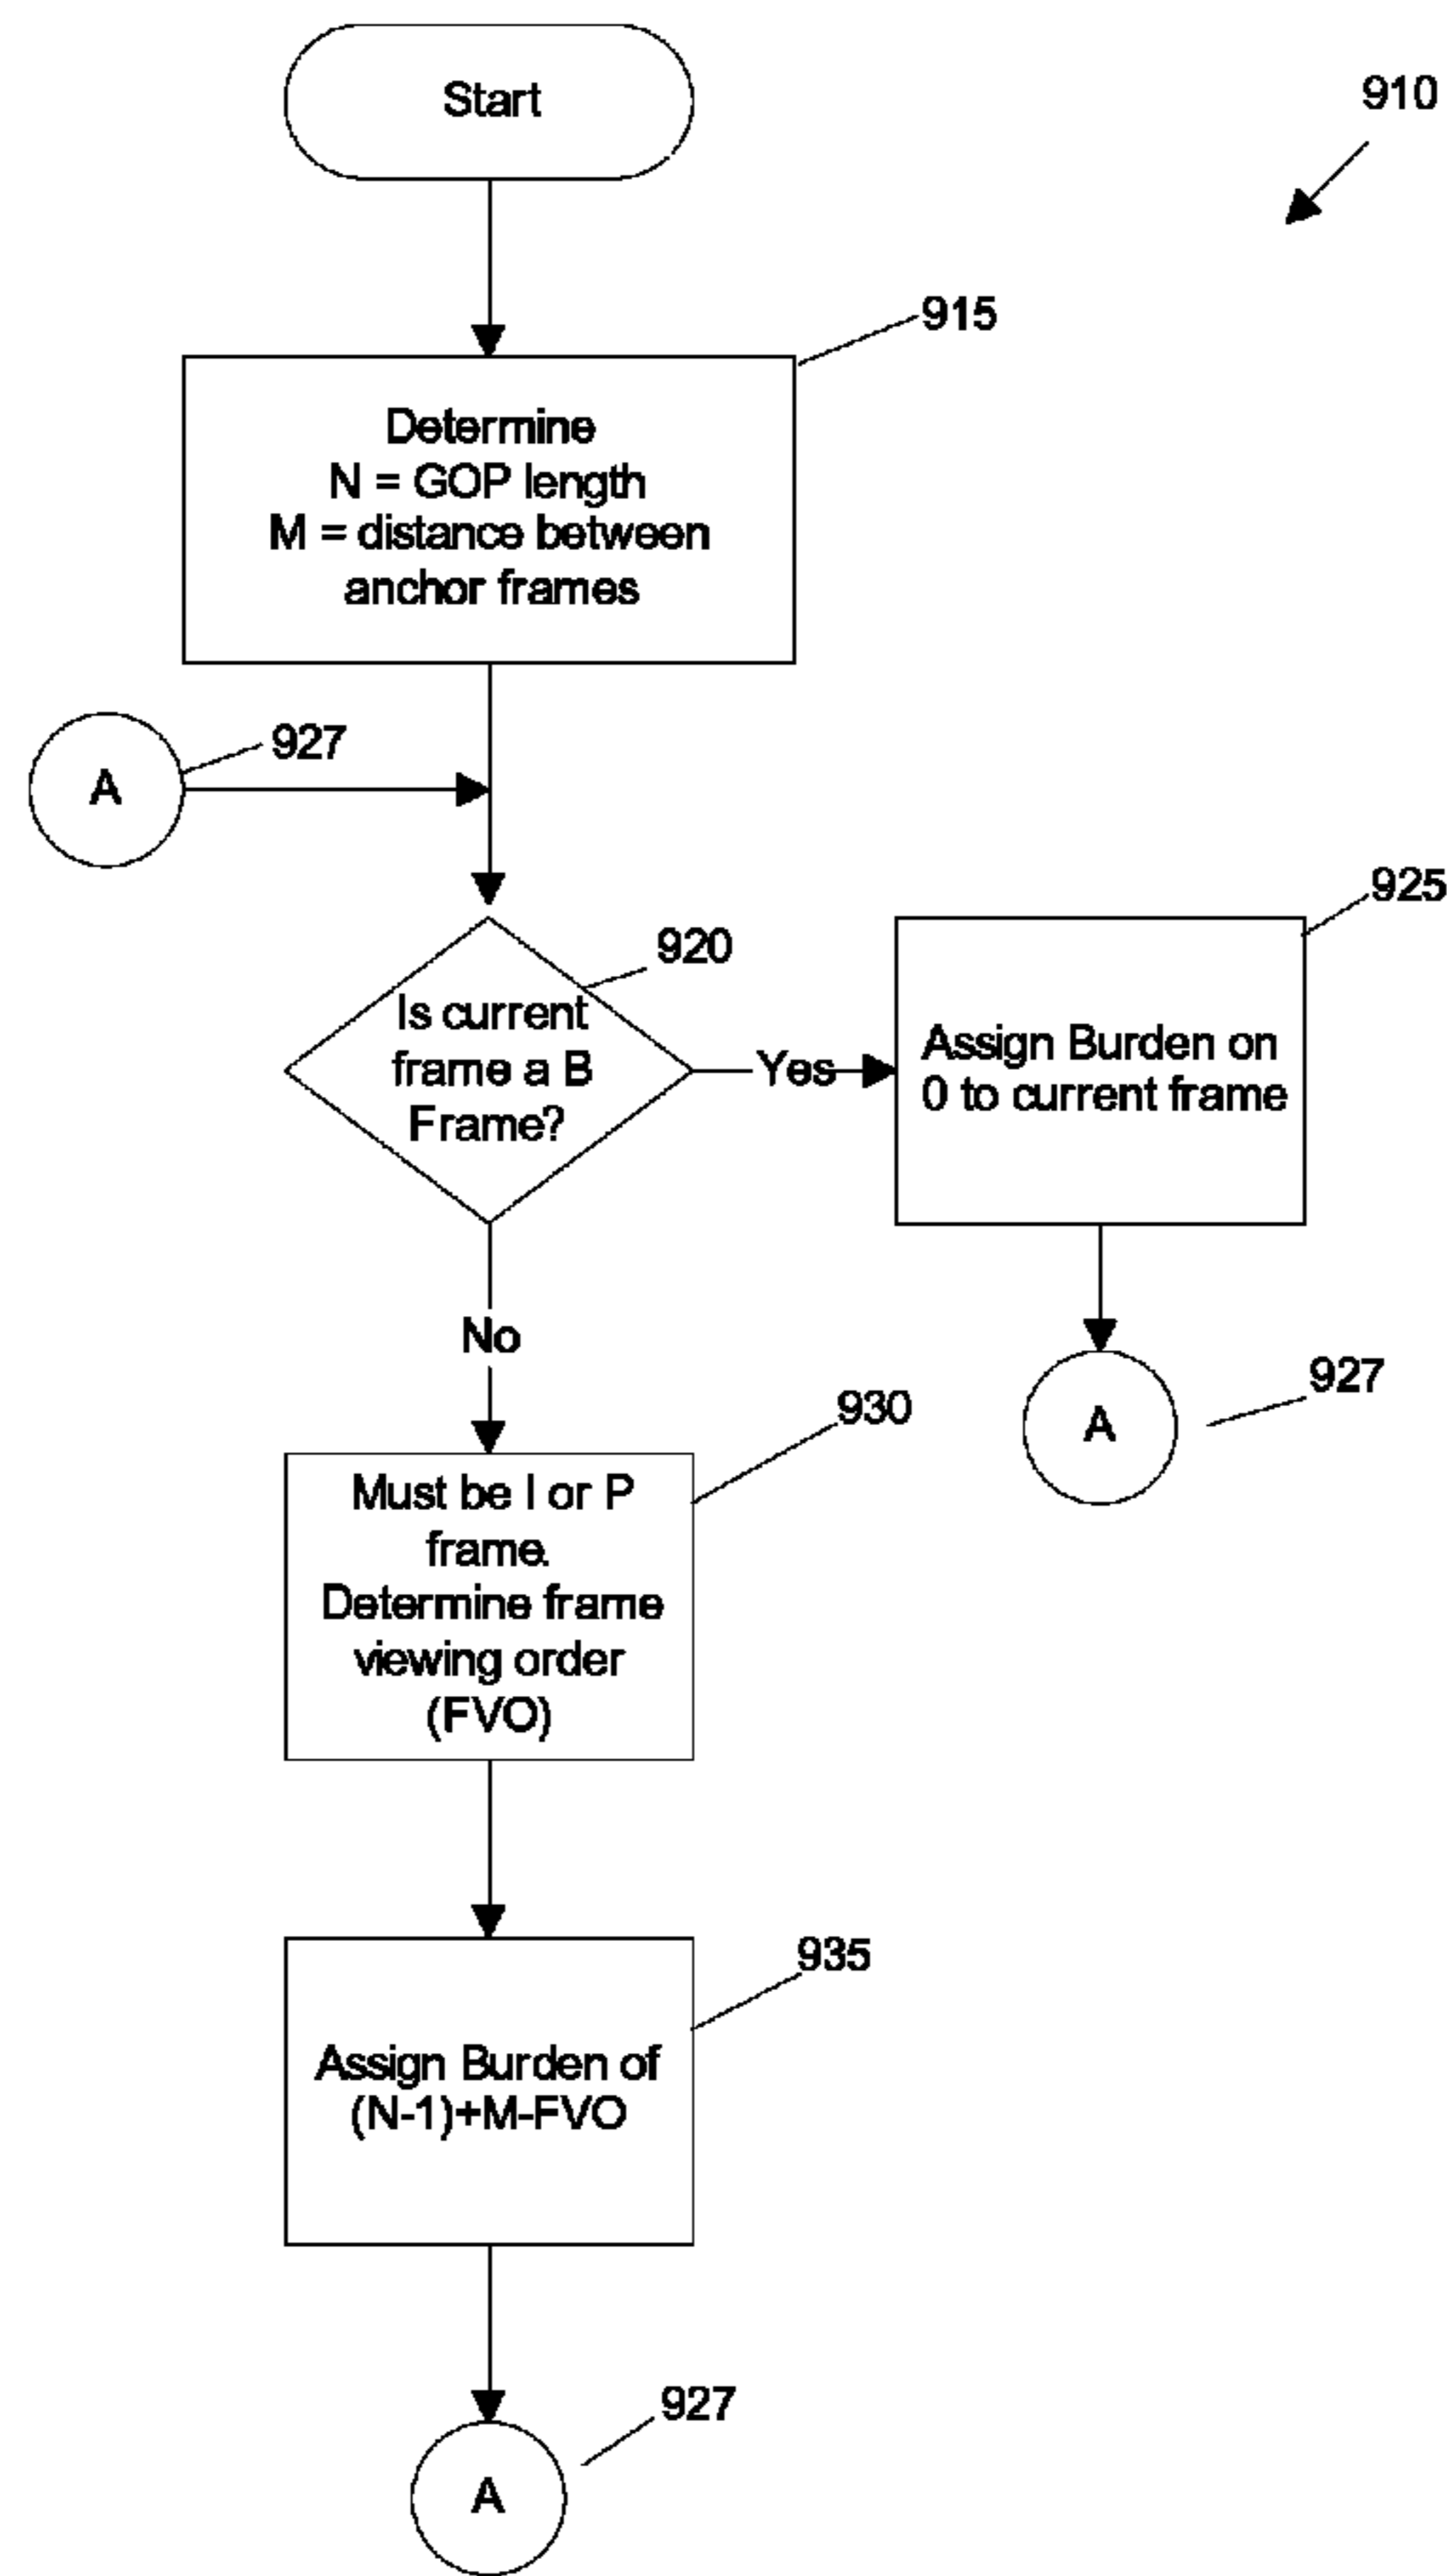 Start
910
915
Determine
N = GOP length
M = distance between
anchor frames
927
A
920
Is current
frame a B
Frame?
Yes
925
Assign Burden on
0 to current frame
No
927
A
930
Must be I or P
frame.
Determine frame
viewing order
(FVO)
935
Assign Burden of
(N-1)+M-FVO
927
A